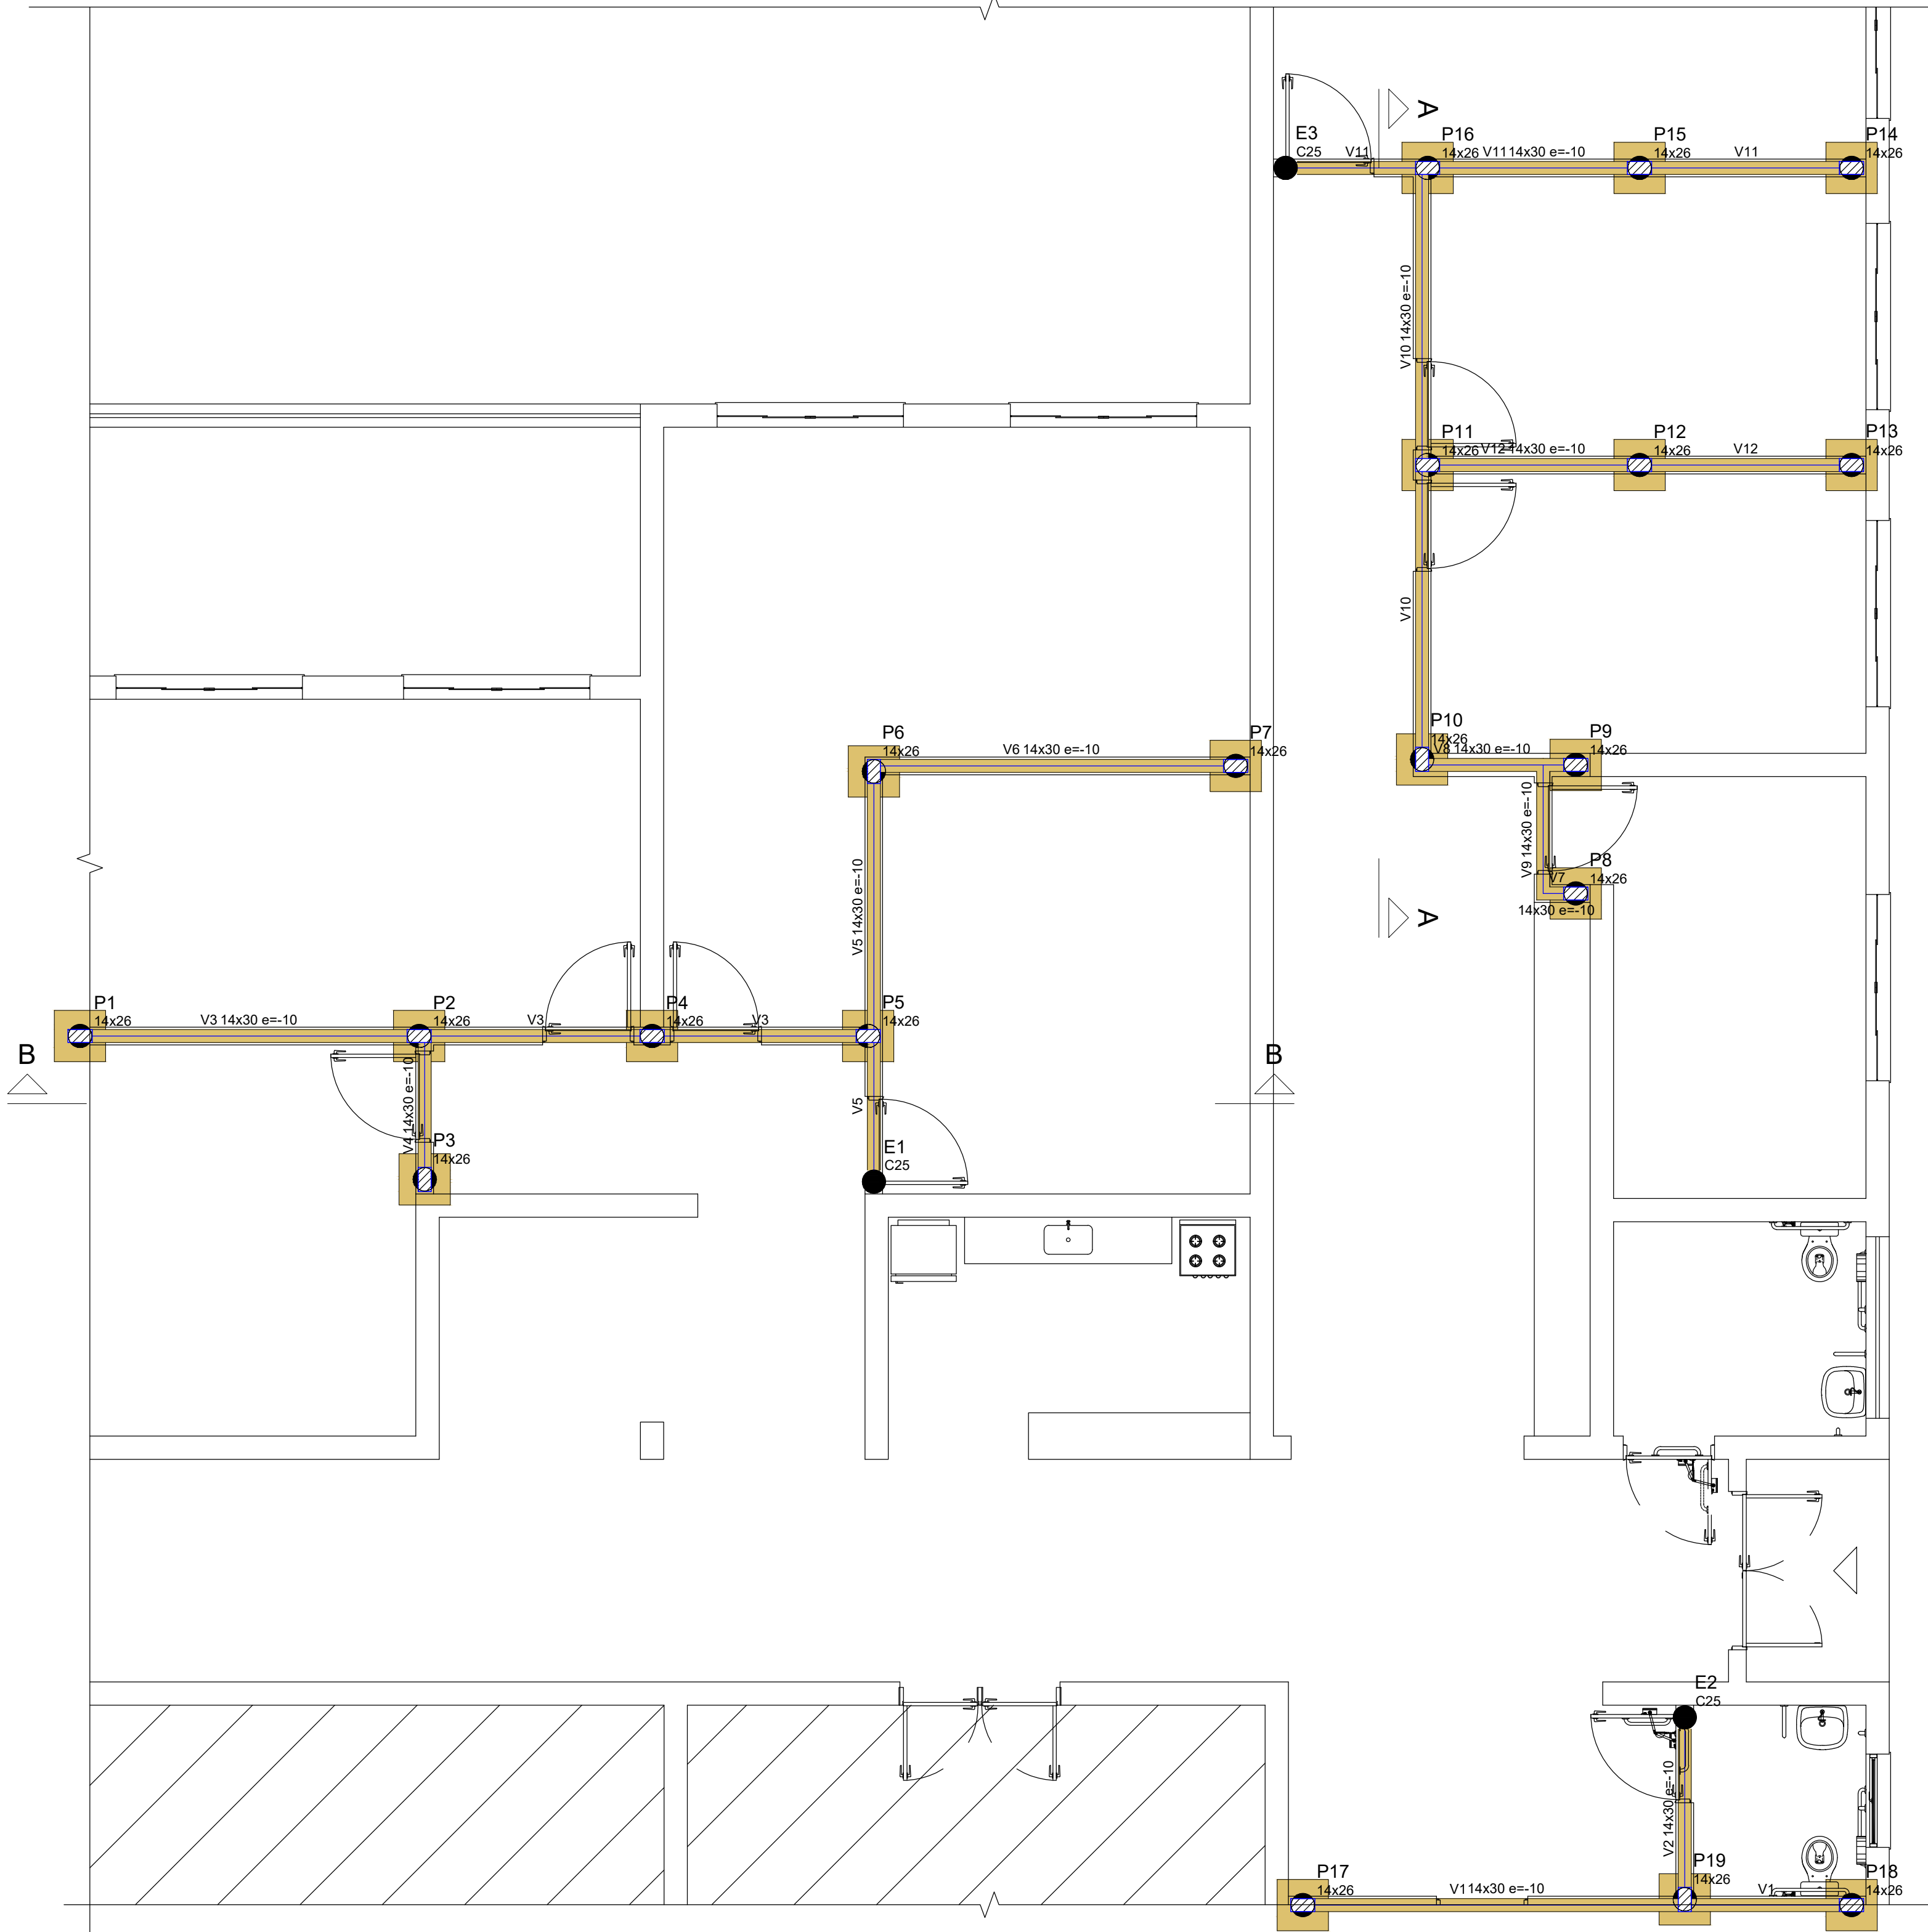 E3
C25
V11
A
P16
14x26
V11 14x30 e=-10
P15
14x26
V11
P14
14x26
V10 14x30 e=-10
P11
14x26
V12 14x30 e=-10
P12
14x26
V12
P13
14x26
V10
P10
14x26
V8 14x30 e=-10
P9
14x26
V9 14x30 e=-10
P8
14x26
V7
14x30 e=-10
A
P6
14x26
V6 14x30 e=-10
P7
14x26
V5 14x30 e=-10
P1
14x26
V3 14x30 e=-10
P2
14x26
V3
P4
14x26
V3
P5
14x26
B
B
V4 14x30 e=-10
P3
14x26
V5
E1
C25
E2
C25
V2 14x30 e=-10
P17
14x26
V1 14x30 e=-10
P19
14x26
V1
P18
14x26